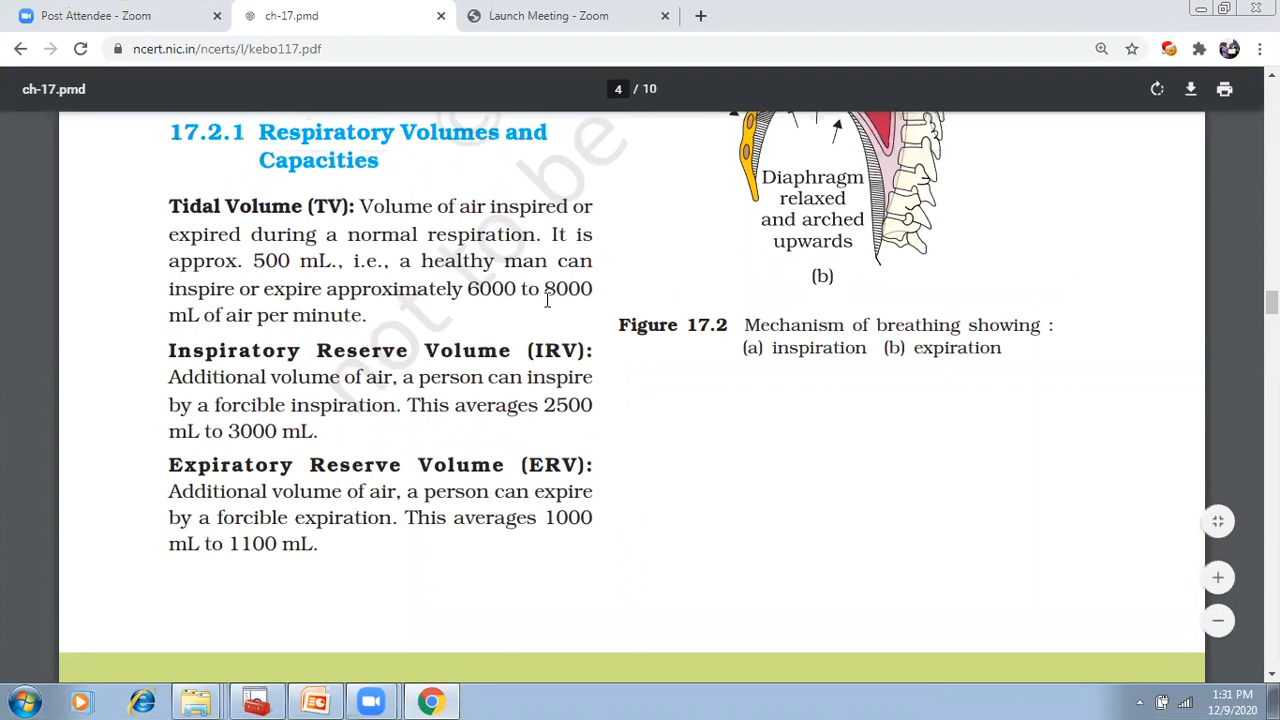 Post Attendee - Zoom
ch-17.pmd
Launch Meeting - Zoom
ncert.nic.in/ncerts/l/kebo117.pdf
ch-17.pmd
4 / 10
17.2.1 Respiratory Volumes and
Capacities
Tidal Volume (TV): Volume of air inspired or
expired during a normal respiration. It is
approx. 500 mL., i.e., a healthy man can
inspire or expire approximately 6000 to 8000
mL of air per minute.
Inspiratory Reserve Volume (IRV):
Additional volume of air, a person can inspire
by a forcible inspiration. This averages 2500
mL to 3000 mL.
Expiratory Reserve Volume (ERV):
Additional volume of air, a person can expire
by a forcible expiration. This averages 1000
mL to 1100 mL.
Diaphragm
relaxed
and arched
upwards
(b)
Figure 17.2 Mechanism of breathing showing :
(a) inspiration (b) expiration
©
not to be
1:31 PM
12/9/2020